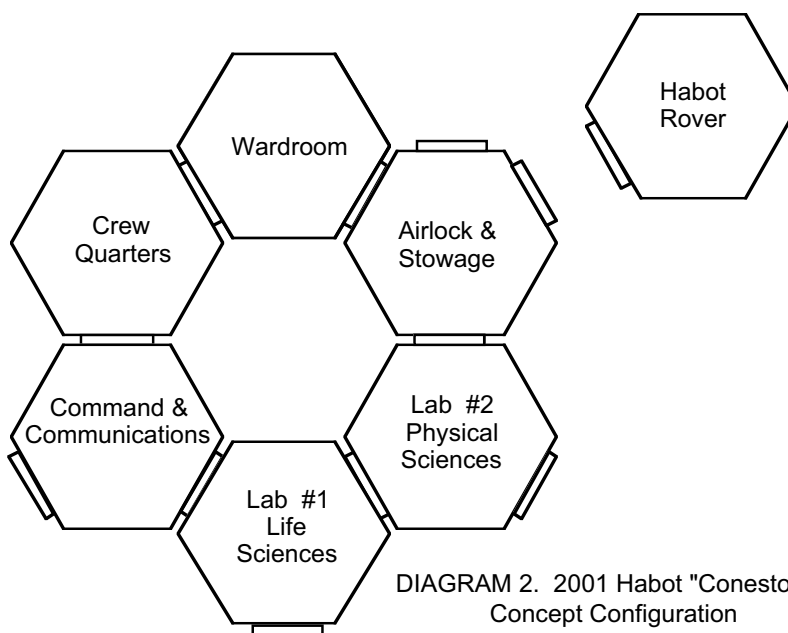 Habot
Rover
Wardroom
Crew
Quarters
Airlock &
Stowage
Command &
Communications
Lab #2
Physical
Sciences
Lab #1
Life
Sciences
DIAGRAM 2. 2001 Habot "Conesto
Concept Configuration